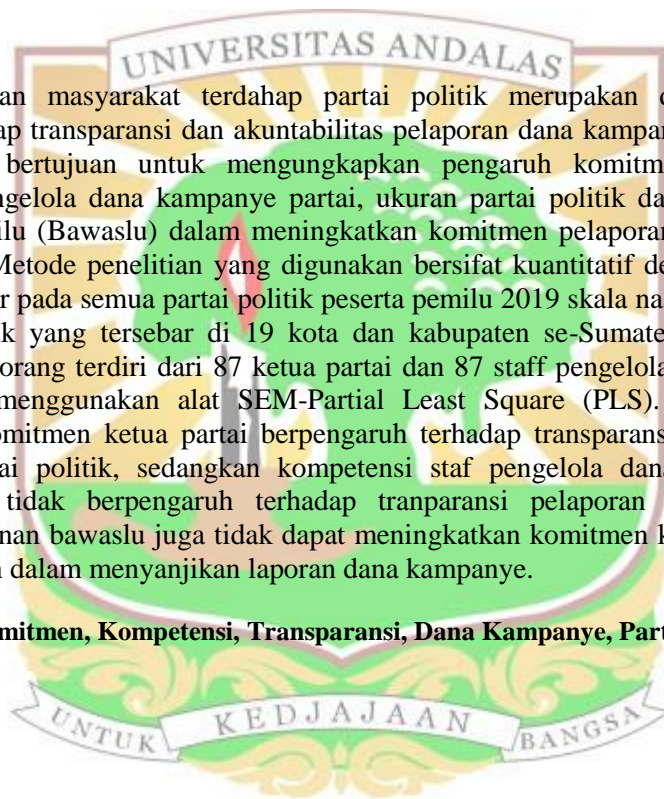 UNIVERSITAS ANDALAS
an masyarakat terdahap partai politik merupakan
ap transparansi dan akuntabilitas pelaporan dana kampan
bertujuan untuk mengungkapkan pengaruh komitm
ngelola dana kampanye partai, ukuran partai politik da
ilu (Bawaslu) dalam meningkatkan komitmen pelaporan
Metode penelitian yang digunakan bersifat kuantitatif de
r pada semua partai politik peserta pemilu 2019 skala na
k yang tersebar di 19 kota dan kabupaten se-Sumate
orang terdiri dari 87 ketua partai dan 87 staff pengelola
menggunakan alat SEM-Partial Least Square (PLS).
omitmen ketua partai berpengaruh terhadap transparans
ai politik, sedangkan kompetensi staf pengelola dana
tidak berpengaruh terhadap tranparansi pelaporan
nan bawaslu juga tidak dapat meningkatkan komitmen k
n dalam menyanjikan laporan dana kampanye.
mitmen, Kompetensi, Transparansi, Dana Kampanye, Part
UNTUK KEDJAJAAN BANGSA